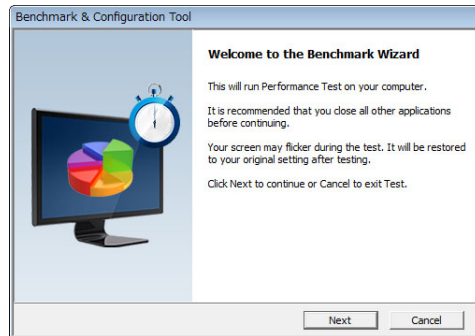 Benchmark & Configuration Tool
Welcome to the Benchmark Wizard
This will run Performance Test on your computer.
It is recommended that you close all other applications
before continuing.
Your screen may flicker during the test. It will be restored
to your original setting after testing.
Click Next to continue or Cancel to exit Test.
Next
Cancel